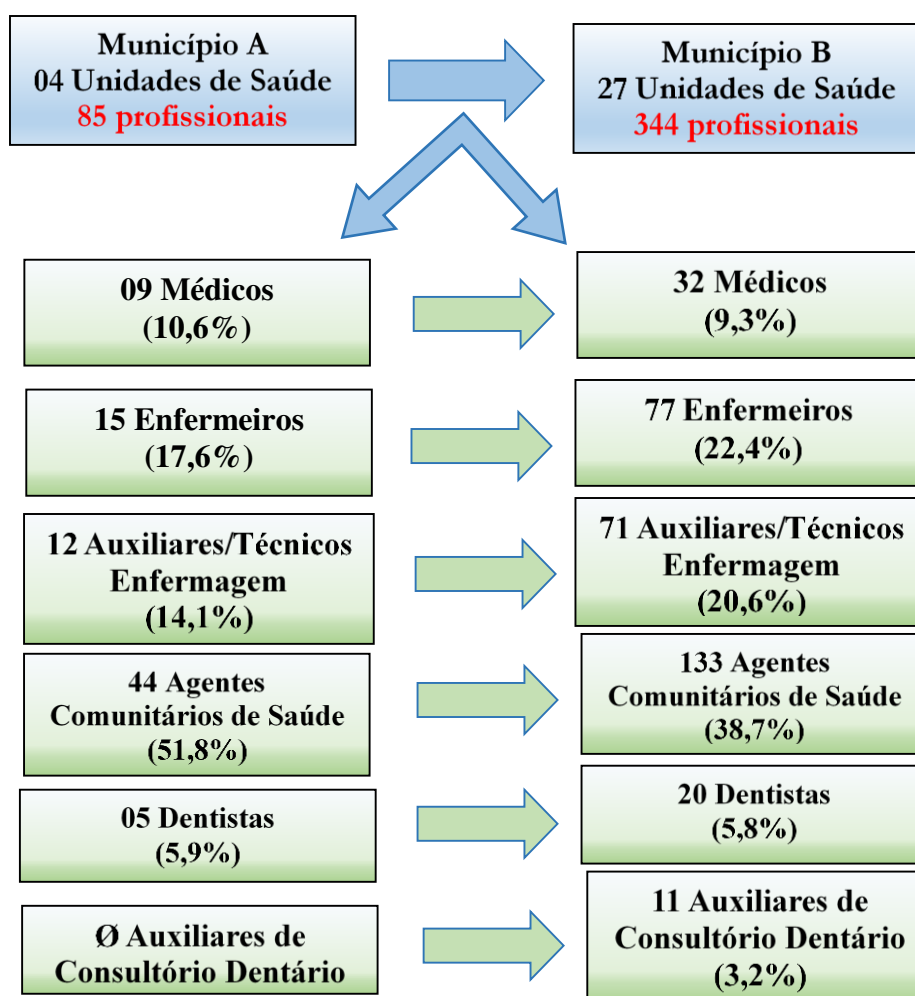 Município A
04 Unidades de Saúde
85 profissionais
Município B
27 Unidades de Saúde
344 profissionais
09 Médicos
(10,6%)
32 Médicos
(9,3%)
15 Enfermeiros
(17,6%)
77 Enfermeiros
(22,4%)
12 Auxiliares/Técnicos
Enfermagem
(14,1%)
71 Auxiliares/Técnicos
Enfermagem
(20,6%)
44 Agentes
Comunitários de Saúde
(51,8%)
133 Agentes
Comunitários de Saúde
(38,7%)
05 Dentistas
(5,9%)
20 Dentistas
(5,8%)
Ø Auxiliares de
Consultório Dentário
11 Auxiliares de
Consultório Dentário
(3,2%)